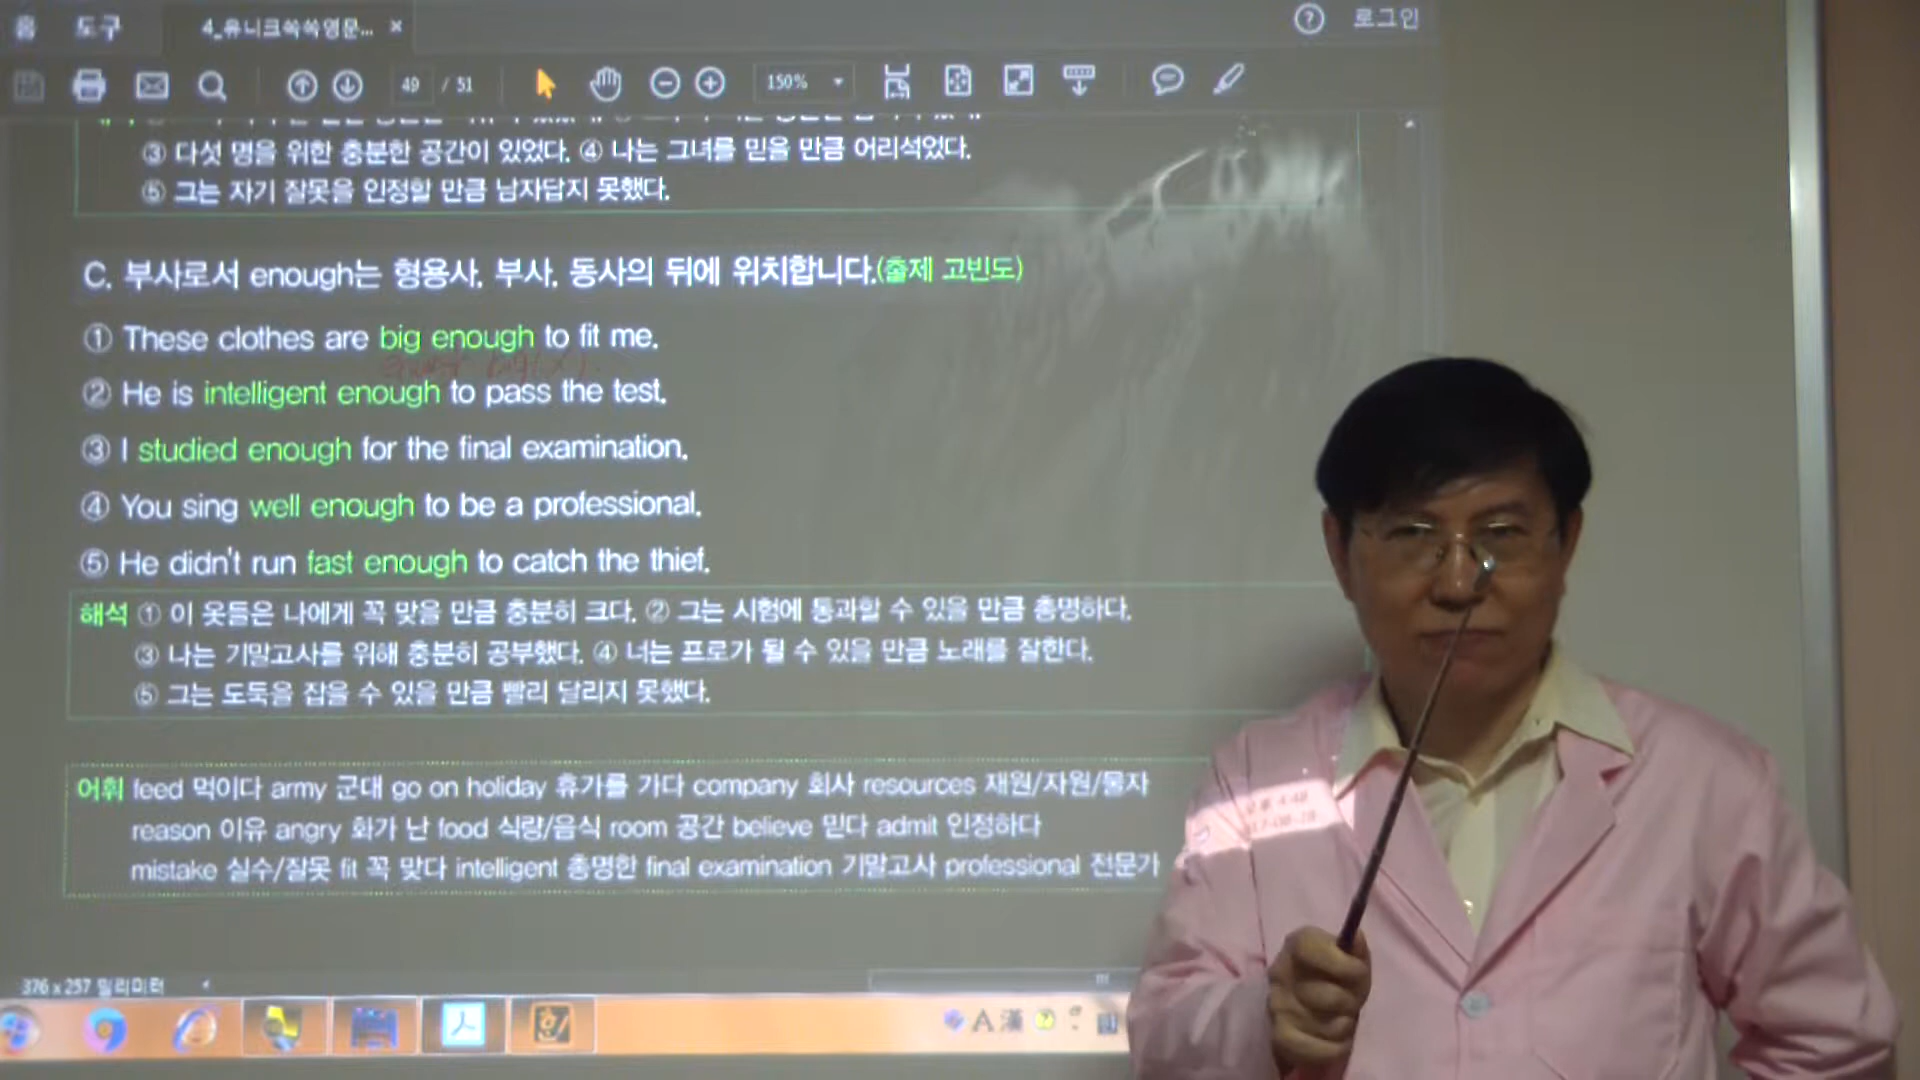 홈 도구 4_유니크쓱쓱영문... × ? 로그인
49 / 51 150%
③ 다섯 명을 위한 충분한 공간이 있었다. ④ 나는 그녀를 믿을 만큼 어리석었다.
⑤ 그는 자기 잘못을 인정할 만큼 남자답지 못했다.
C. 부사로서 enough는 형용사, 부사, 동사의 뒤에 위치합니다.(출제 고빈도)
① These clothes are big enough to fit me.
② He is intelligent enough to pass the test.
③ I studied enough for the final examination.
④ You sing well enough to be a professional.
⑤ He didn't run fast enough to catch the thief.
해석 ① 이 옷들은 나에게 꼭 맞을 만큼 충분히 크다. ② 그는 시험에 통과할 수 있을 만큼 총명하다.
③ 나는 기말고사를 위해 충분히 공부했다. ④ 너는 프로가 될 수 있을 만큼 노래를 잘한다.
⑤ 그는 도둑을 잡을 수 있을 만큼 빨리 달리지 못했다.
어휘 feed 먹이다 army 군대 go on holiday 휴가를 가다 company 회사 resources 재원/자원/물자
reason 이유 angry 화가 난 food 식량/음식 room 공간 believe 믿다 admit 인정하다
mistake 실수/잘못 fit 꼭 맞다 intelligent 총명한 final examination 기말고사 professional 전문가
376 x 257 밀리미터
A 漢